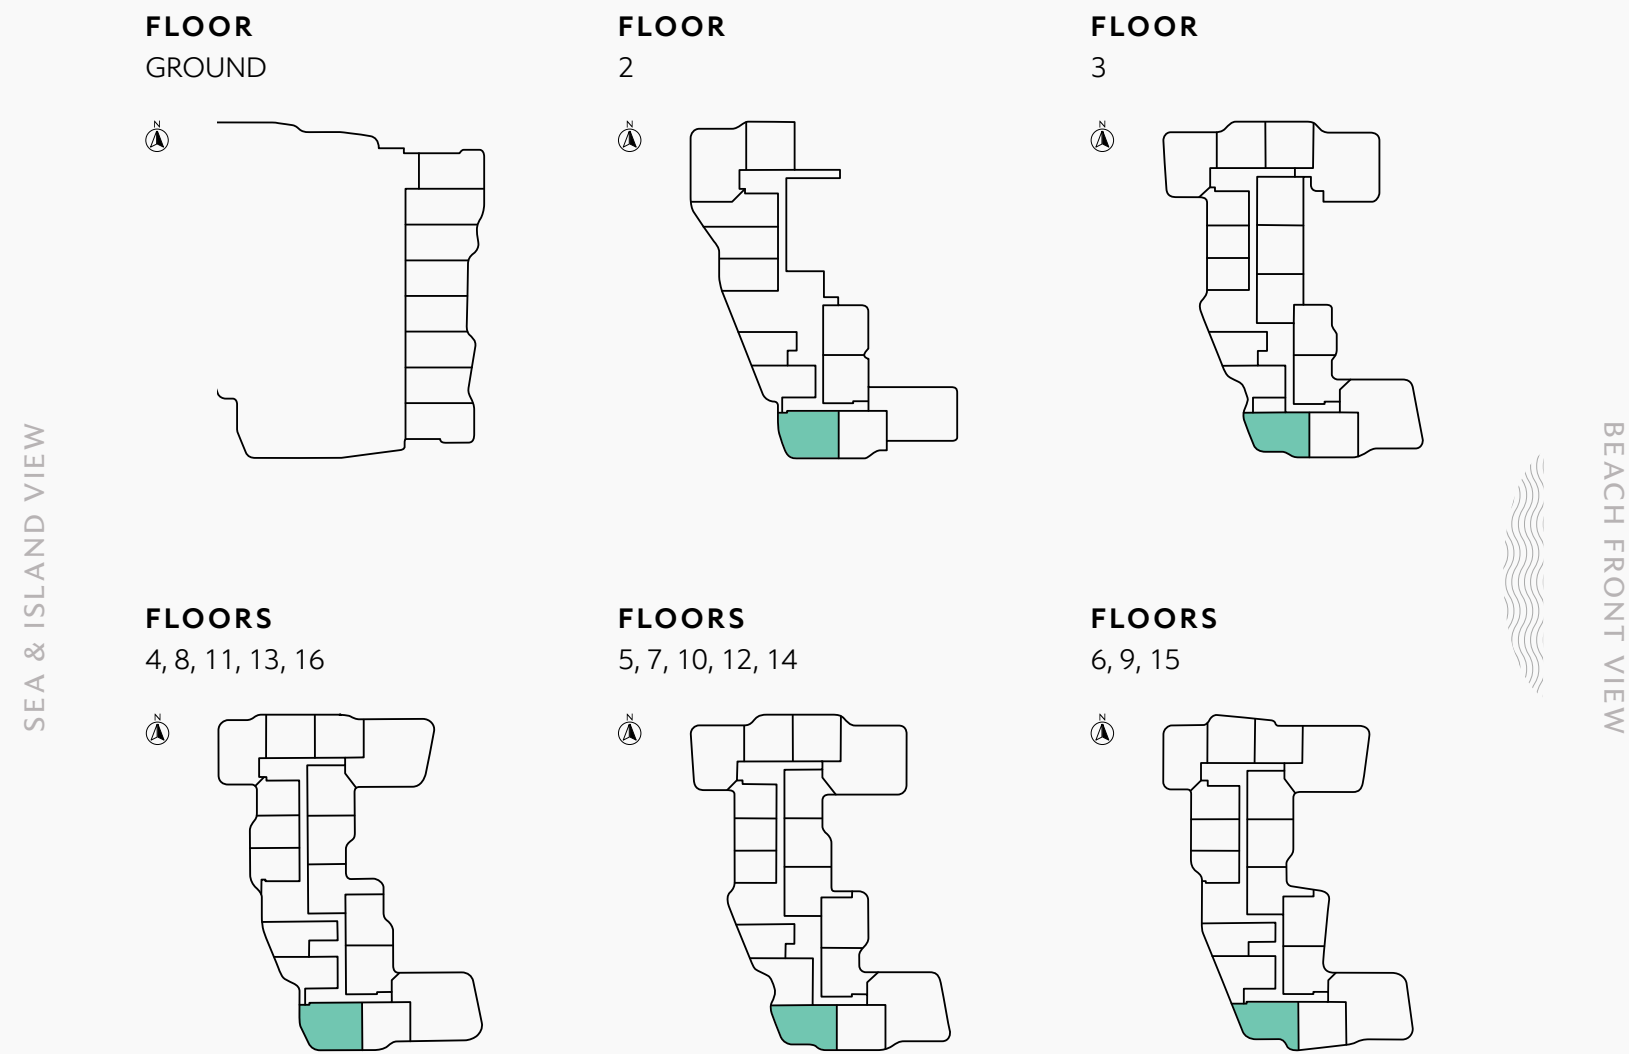 FLOOR
GROUND
FLOOR
2
FLOOR
3
N
N
N
SEA & ISLAND VIEW
BEACH FRONT VIEW
FLOORS
4, 8, 11, 13, 16
FLOORS
5, 7, 10, 12, 14
FLOORS
6, 9, 15
N
N
N